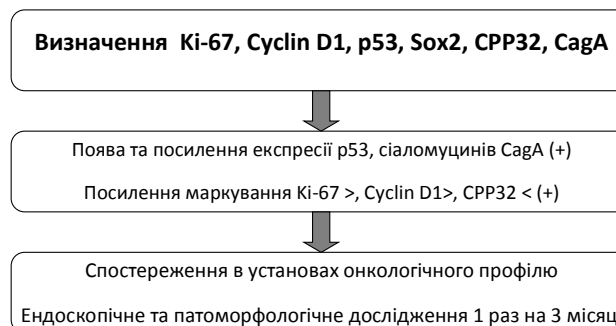 Визначення Ki-67, Cyclin D1, p53, Sox2, CPP32, CagA
Поява та посилення експресії p53, сіаломуцинів CagA (+)
Посилення маркування Ki-67 >, Cyclin D1>, CPP32 < (+)
Спостереження в установах онкологічного профілю
Ендоскопічне та патоморфологічне дослідження 1 раз на 3 місяц